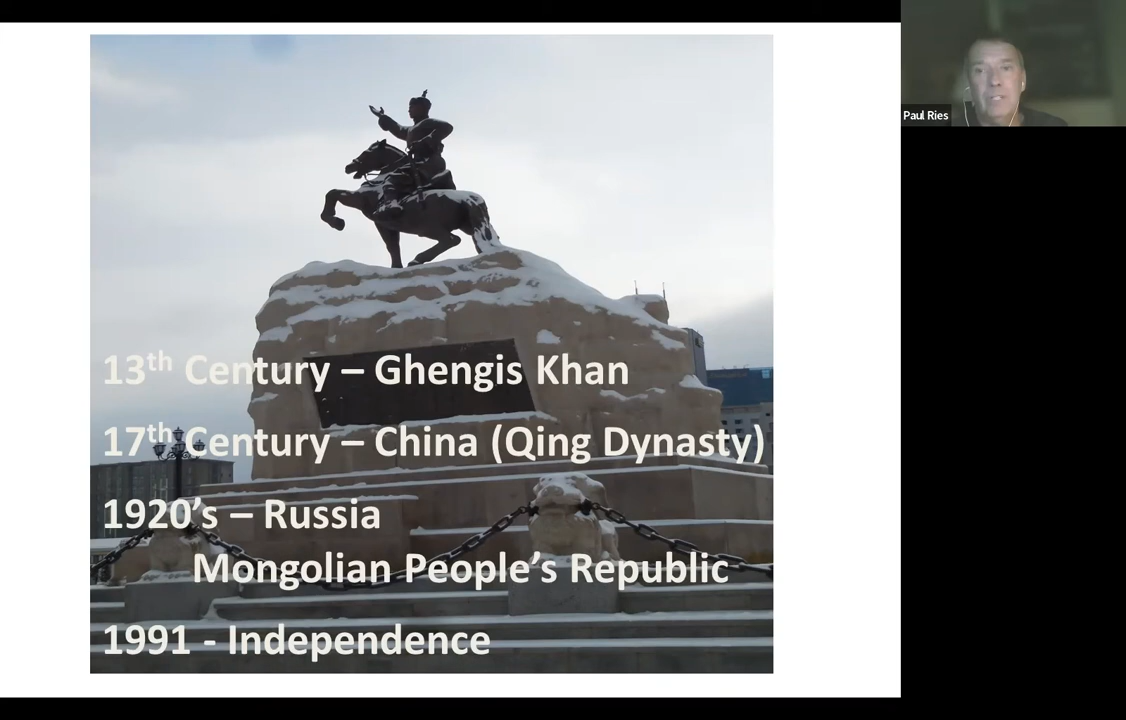 13th Century – Ghengis Khan
17th Century – China (Qing Dynasty)
1920's – Russia
Mongolian People's Republic
1991 - Independence
Paul Ries